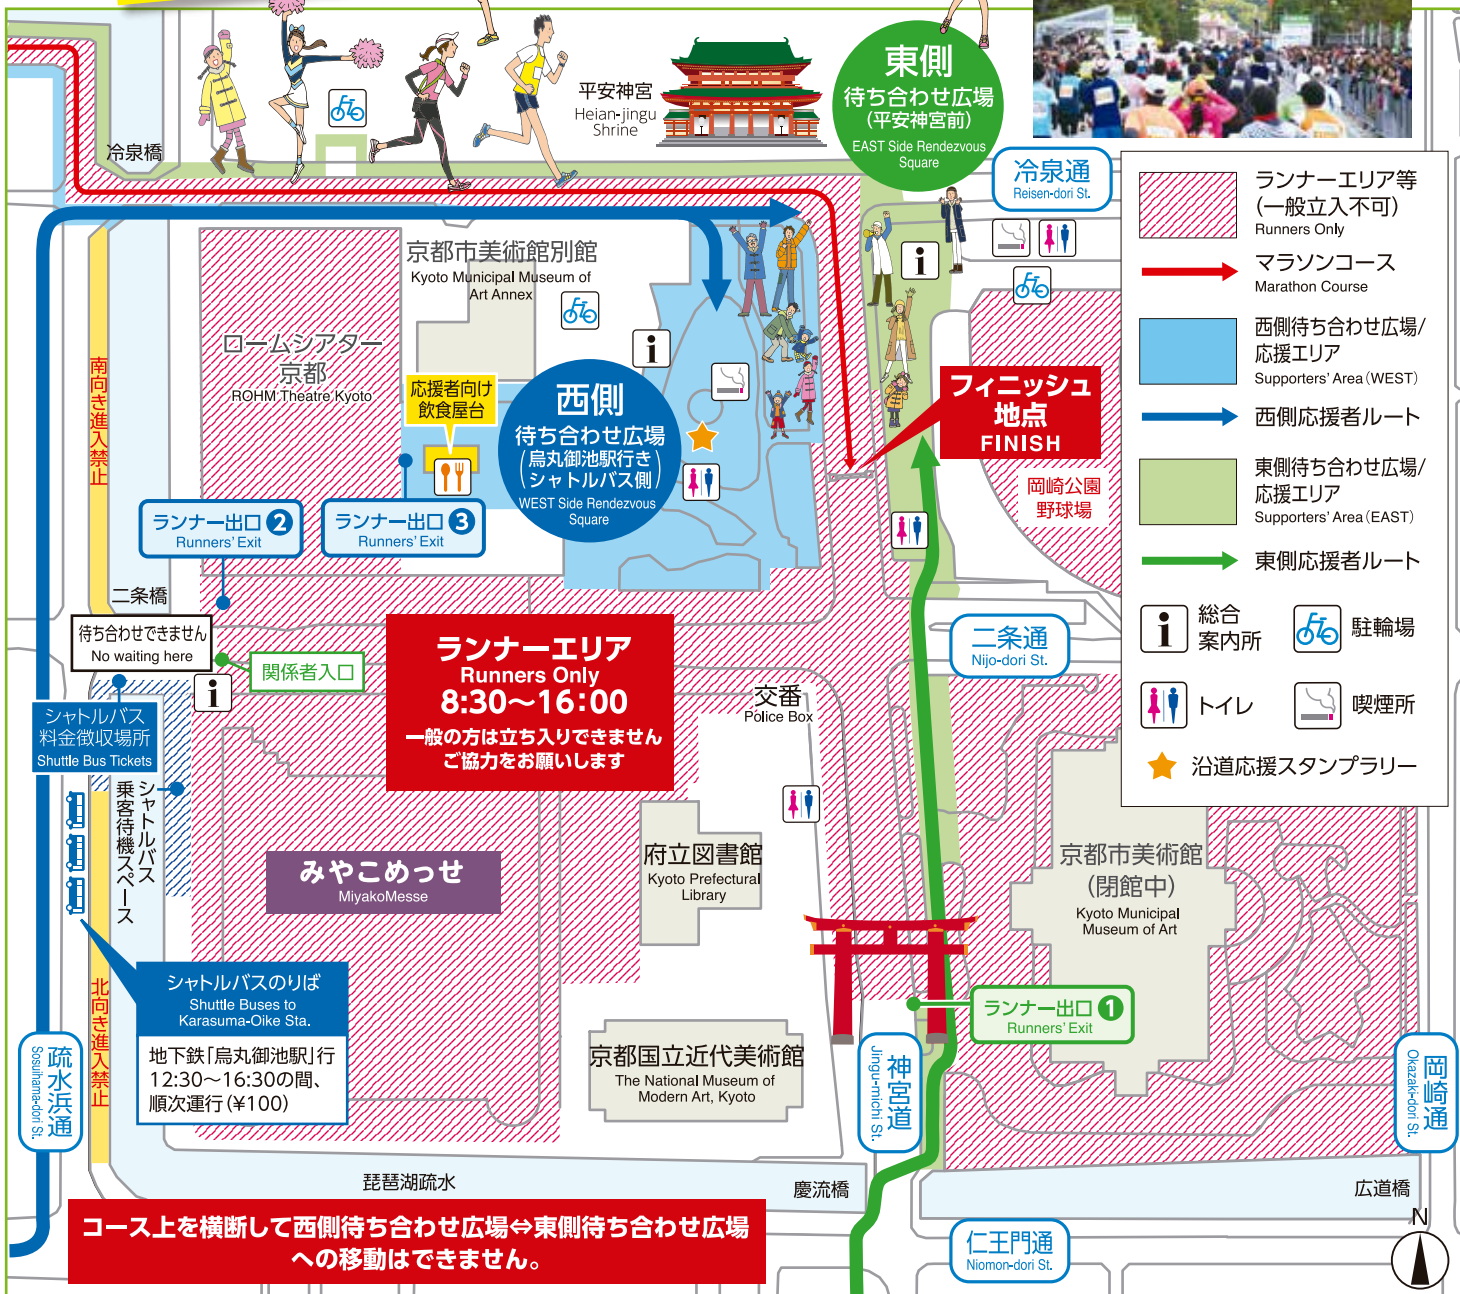 冷泉橋
平安神宮
Heian-jingu
Shrine
東側
待ち合わせ広場
(平安神宮前)
EAST Side Rendezvous
Square
冷泉通
Reisen-dori St.
ランナーエリア等
(一般立入不可)
Runners Only
マラソンコース
Marathon Course
西側待ち合わせ広場/
応援エリア
Supporters' Area (WEST)
西側応援者ルート
東側待ち合わせ広場/
応援エリア
Supporters' Area (EAST)
東側応援者ルート
i
総合
案内所
駐輪場
トイレ
喫煙所
沿道応援スタンプラリー
京都市美術館別館
Kyoto Municipal Museum of
Art Annex
i
i
ロームシアター
京都
ROHM Theatre Kyoto
南向き進入禁止
応援者向け
飲食屋台
西側
待ち合わせ広場
(烏丸御池駅行き
シャトルバス側)
WEST Side Rendezvous
Square
フィニッシュ
地点
FINISH
岡崎公園
野球場
ランナー出口 2
Runners' Exit
ランナー出口 3
Runners' Exit
二条橋
待ち合わせできません
No waiting here
関係者入口
i
ランナーエリア
Runners Only
8:30〜16:00
一般の方は立ち入りできません
ご協力をお願いします
二条通
Nijo-dori St.
交番
Police Box
シャトルバス
料金徴収場所
Shuttle Bus Tickets
シャトルバス
乗客待機スペース
みやこめっせ
MiyakoMesse
府立図書館
Kyoto Prefectural
Library
京都市美術館
(閉館中)
Kyoto Municipal
Museum of Art
シャトルバスのりば
Shuttle Buses to
Karasuma-Oike Sta.
地下鉄「烏丸御池駅」行
12:30〜16:30の間、
順次運行(¥100)
北向き進入禁止
疏水浜通
Sosuihama-dori St.
京都国立近代美術館
The National Museum of
Modern Art, Kyoto
ランナー出口 1
Runners' Exit
神宮道
Jingu-michi St.
岡崎通
Okazaki-dori St.
琵琶湖疏水
慶流橋
広道橋
コース上を横断して西側待ち合わせ広場⇔東側待ち合わせ広場
への移動はできません。
仁王門通
Niomon-dori St.
N